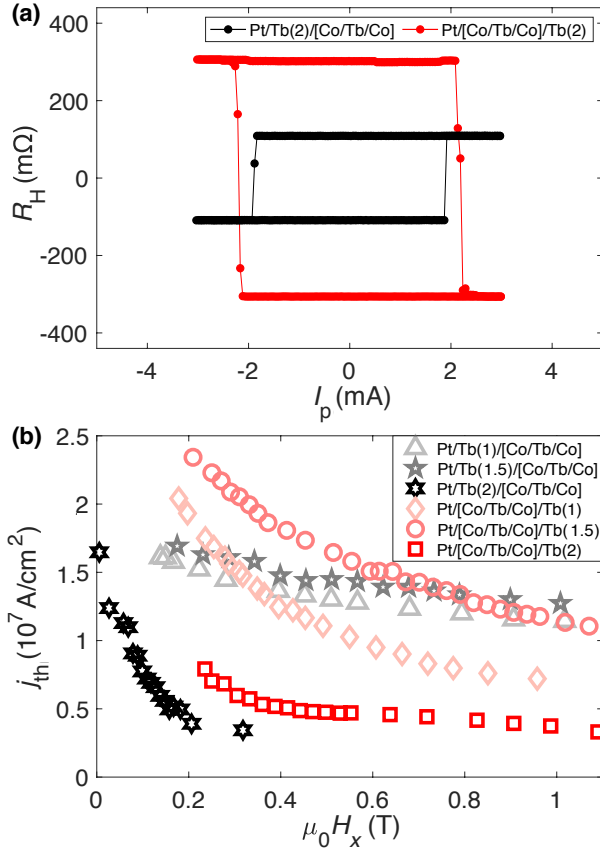 (a)
Pt/Tb(2)/[Co/Tb/Co] Pt/[Co/Tb/Co]/Tb(2)
400
200
0
-200
-400
R_H (mΩ)
-4 -2 0 2 4
I_p (mA)
(b)
Pt/Tb(1)/[Co/Tb/Co]
Pt/Tb(1.5)/[Co/Tb/Co]
Pt/Tb(2)/[Co/Tb/Co]
Pt/[Co/Tb/Co]/Tb(1)
Pt/[Co/Tb/Co]/Tb(1.5)
Pt/[Co/Tb/Co]/Tb(2)
2.5
2
1.5
1
0.5
0
j_th (10^7 A/cm^2)
0 0.2 0.4 0.6 0.8 1
μ_0H_x (T)